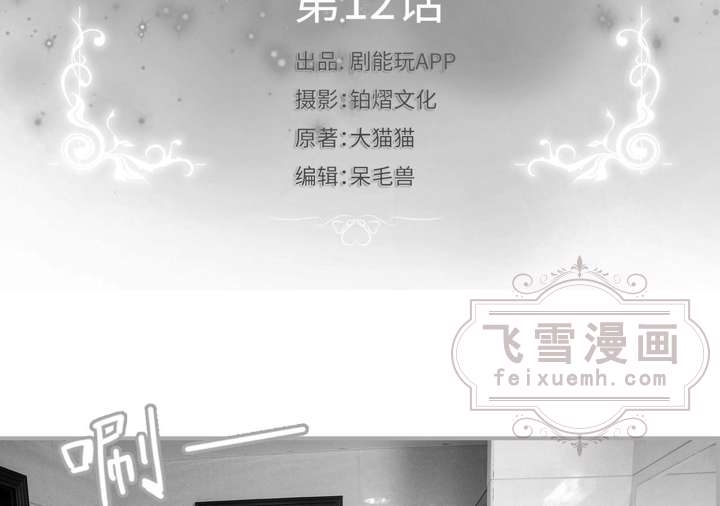 第12话
出品: 剧能玩APP
摄影: 铂熠文化
原著: 大猫猫
编辑: 呆毛兽
飞雪漫画
feixuemh.com
唰——